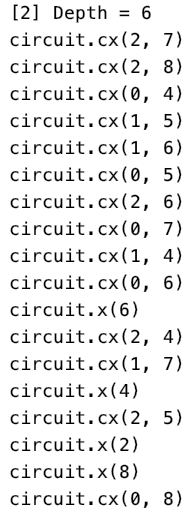 [2] Depth = 6
circuit.cx(2, 7)
circuit.cx(2, 8)
circuit.cx(0, 4)
circuit.cx(1, 5)
circuit.cx(1, 6)
circuit.cx(0, 5)
circuit.cx(2, 6)
circuit.cx(0, 7)
circuit.cx(1, 4)
circuit.cx(0, 6)
circuit.x(6)
circuit.cx(2, 4)
circuit.cx(1, 7)
circuit.x(4)
circuit.cx(2, 5)
circuit.x(2)
circuit.x(8)
circuit.cx(0, 8)